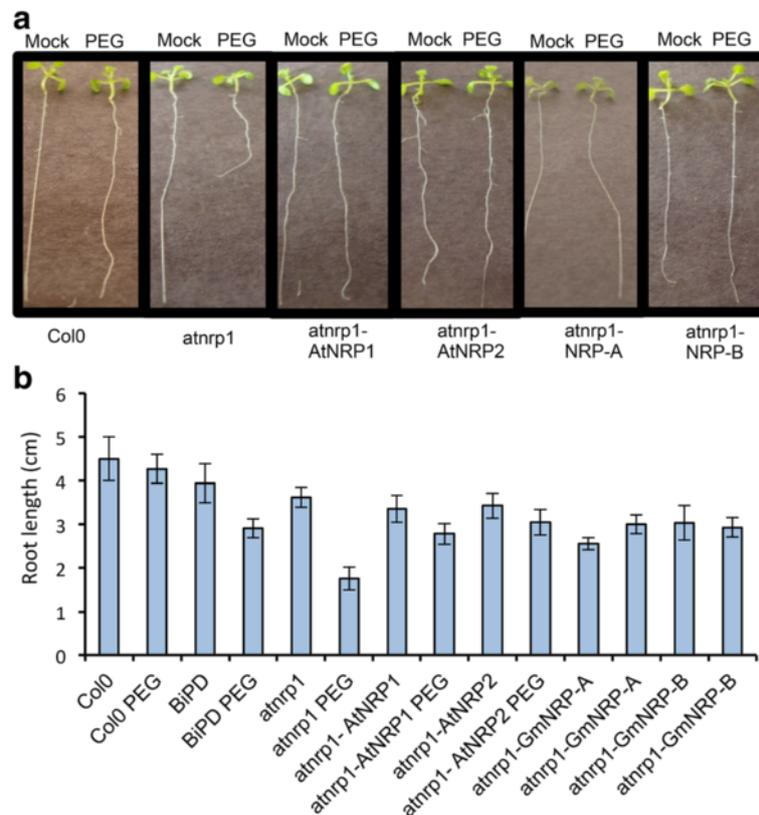 a
Mock PEG Mock PEG Mock PEG Mock PEG Mock PEG Mock PEG
Col0 atnrp1 atnrp1- atnrp1- atnrp1- atnrp1-
AtNRP1 AtNRP2 NRP-A NRP-B
b
6
5
4
3
2
1
0
Root length (cm)
Col0
Col0 PEG
BiPD
BiPD PEG
atnrp1
atnrp1 PEG
atnrp1- AtNRP1
atnrp1-AtNRP1 PEG
atnrp1-AtNRP2
atnrp1- AtNRP2 PEG
atnrp1-GmNRP-A
atnrp1-GmNRP-A
atnrp1-GmNRP-B
atnrp1-GmNRP-B